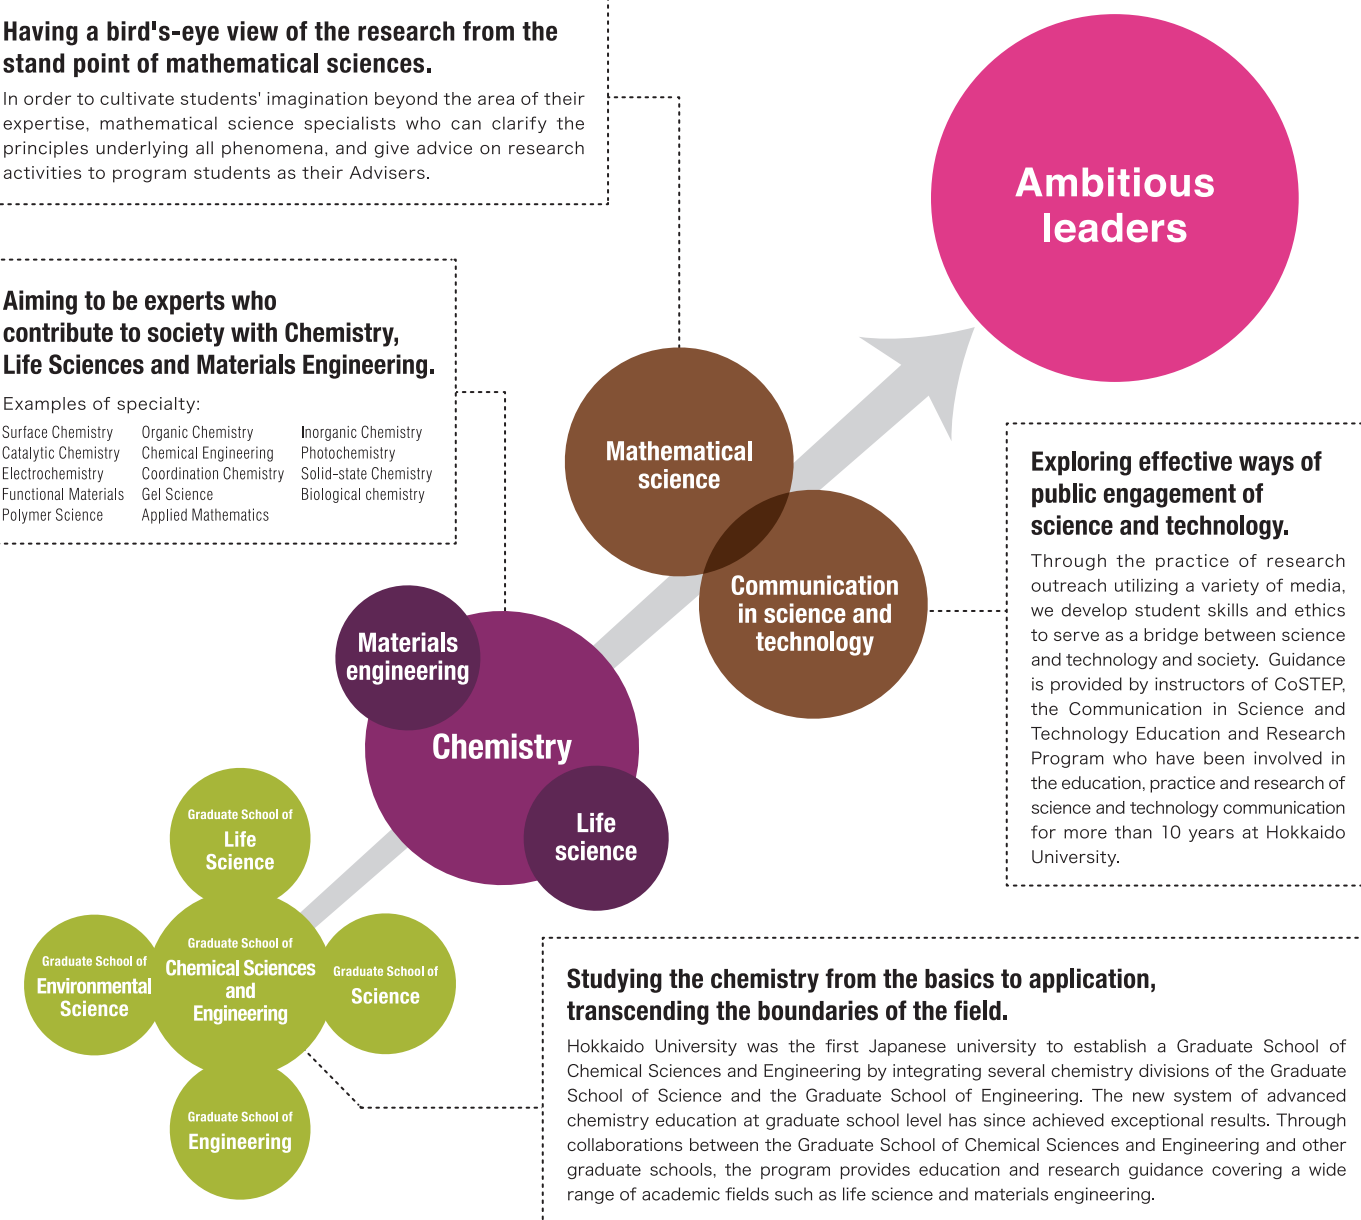 Having a bird's-eye view of the research from the
stand point of mathematical sciences.
In order to cultivate students' imagination beyond the area of their
expertise, mathematical science specialists who can clarify the
principles underlying all phenomena, and give advice on research
activities to program students as their Advisers.
Ambitious
leaders
Aiming to be experts who
contribute to society with Chemistry,
Life Sciences and Materials Engineering.
Examples of specialty:
Surface Chemistry Organic Chemistry Inorganic Chemistry
Catalytic Chemistry Chemical Engineering Photochemistry
Electrochemistry Coordination Chemistry Solid-state Chemistry
Functional Materials Gel Science Biological chemistry
Polymer Science Applied Mathematics
Mathematical
science
Communication
in science and
technology
Exploring effective ways of
public engagement of
science and technology.
Through the practice of research
outreach utilizing a variety of media,
we develop student skills and ethics
to serve as a bridge between science
and technology and society. Guidance
is provided by instructors of CoSTEP,
the Communication in Science and
Technology Education and Research
Program who have been involved in
the education, practice and research of
science and technology communication
for more than 10 years at Hokkaido
University.
Materials
engineering
Chemistry
Life
science
Graduate School of
Life
Science
Graduate School of
Environmental
Science
Graduate School of
Chemical Sciences
and
Engineering
Graduate School of
Science
Graduate School of
Engineering
Studying the chemistry from the basics to application,
transcending the boundaries of the field.
Hokkaido University was the first Japanese university to establish a Graduate School of
Chemical Sciences and Engineering by integrating several chemistry divisions of the Graduate
School of Science and the Graduate School of Engineering. The new system of advanced
chemistry education at graduate school level has since achieved exceptional results. Through
collaborations between the Graduate School of Chemical Sciences and Engineering and other
graduate schools, the program provides education and research guidance covering a wide
range of academic fields such as life science and materials engineering.